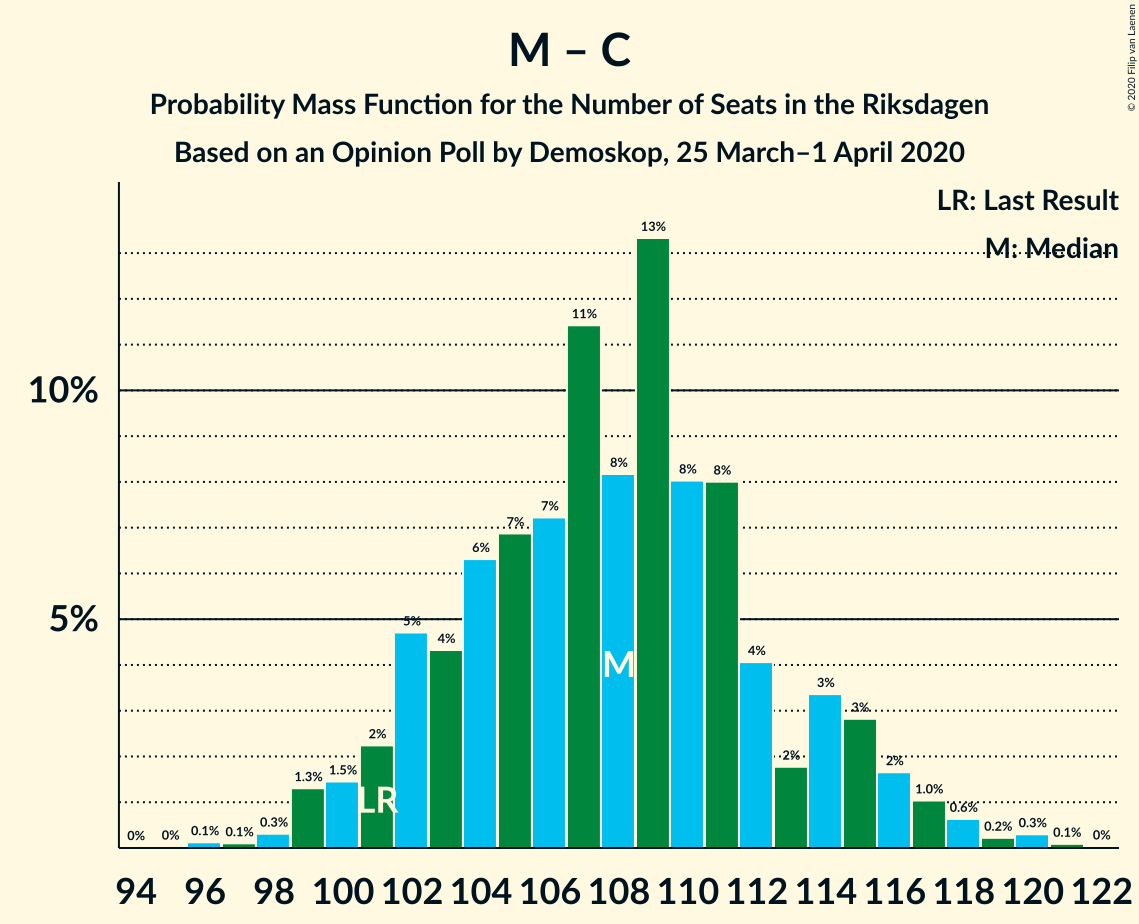 M – C
Probability Mass Function for the Number of Seats in the Riksdagen
Based on an Opinion Poll by Demoskop, 25 March–1 April 2020
© 2020 Filip van Laenen
LR: Last Result
M: Median
10%
5%
0% 0% 0.1% 0.1% 0.3% 1.3% 1.5% 2% 5% 4% 6% 7% 7% 11% 8% 13% 8% 8% 4% 2% 3% 3% 2% 1.0% 0.6% 0.2% 0.3% 0.1% 0%
M
LR
94 96 98 100 102 104 106 108 110 112 114 116 118 120 122